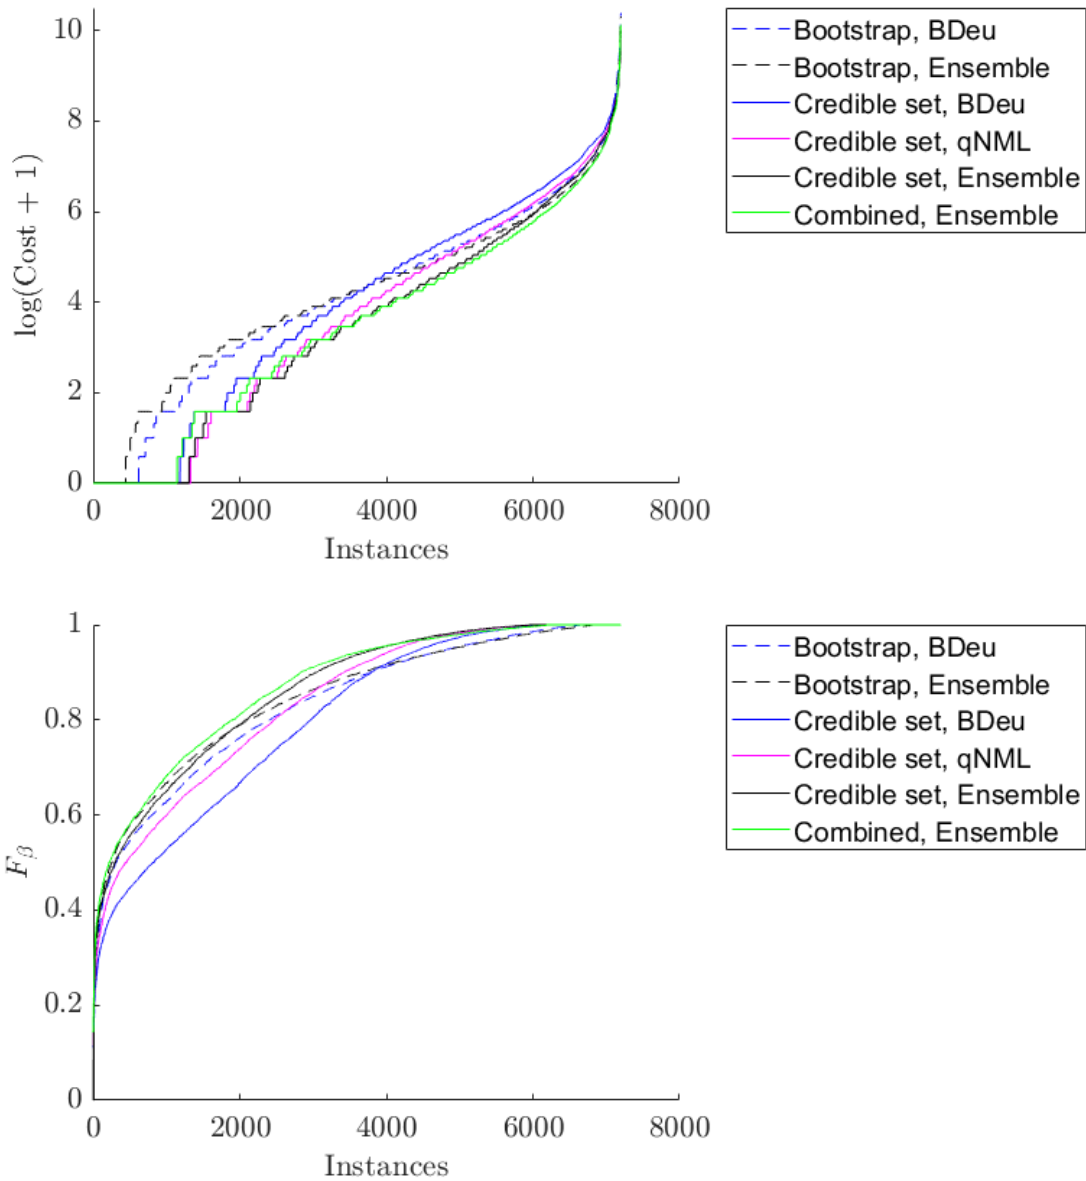 10
8
6
4
2
0
log(Cost + 1)
0 2000 4000 6000 8000
Instances
Bootstrap, BDeu
Bootstrap, Ensemble
Credible set, BDeu
Credible set, qNML
Credible set, Ensemble
Combined, Ensemble
1
0.8
0.6
0.4
0.2
0
Fβ
0 2000 4000 6000 8000
Instances
Bootstrap, BDeu
Bootstrap, Ensemble
Credible set, BDeu
Credible set, qNML
Credible set, Ensemble
Combined, Ensemble